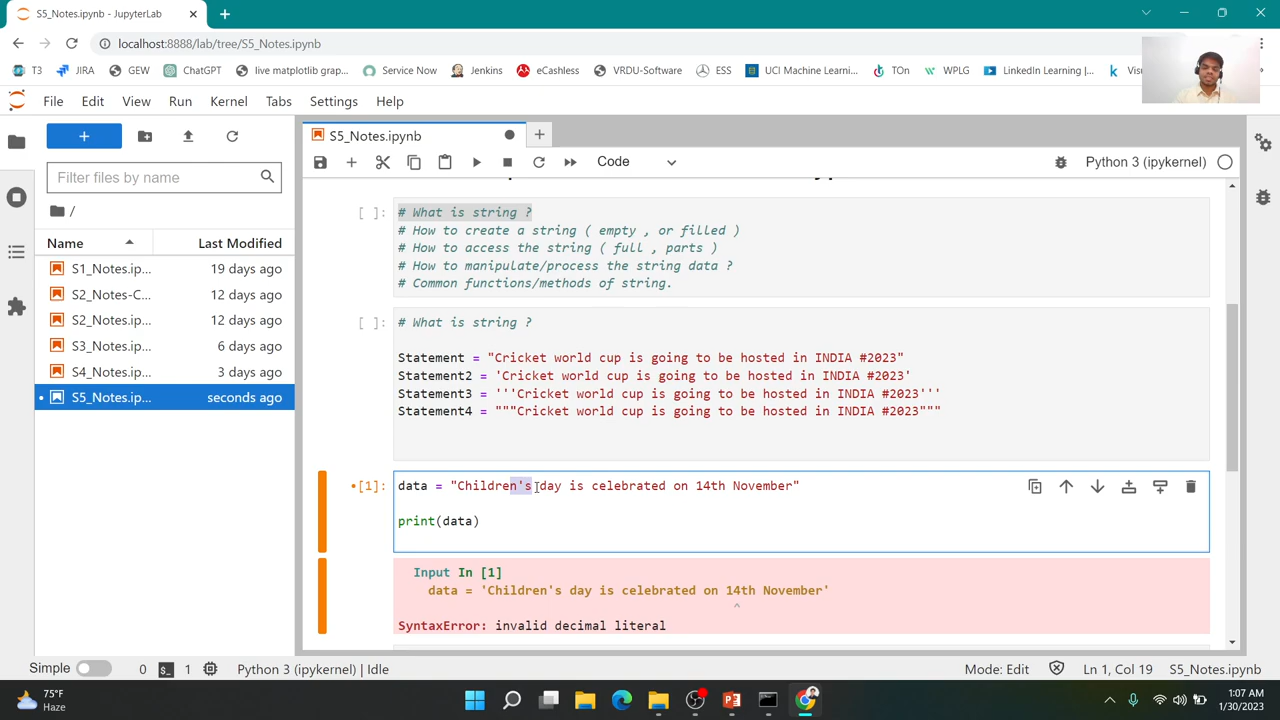 S5_Notes.ipynb - JupyterLab
localhost:8888/lab/tree/S5_Notes.ipynb
T3 JIRA GEW ChatGPT live matplotlib grap... Service Now Jenkins eCashless VRDU-Software ESS UCI Machine Learni... TOn WPLG LinkedIn Learning |...
File Edit View Run Kernel Tabs Settings Help
S5_Notes.ipynb
Code
Python 3 (ipykernel)
Filter files by name
/
Name Last Modified
S1_Notes.ip... 19 days ago
S2_Notes-C... 12 days ago
S2_Notes.ip... 12 days ago
S3_Notes.ip... 6 days ago
S4_Notes.ip... 3 days ago
S5_Notes.ip... seconds ago
[ ]: # What is string ?
# How to create a string ( empty , or filled )
# How to access the string ( full , parts )
# How to manipulate/process the string data ?
# Common functions/methods of string.
[ ]: # What is string ?
Statement = "Cricket world cup is going to be hosted in INDIA #2023"
Statement2 = 'Cricket world cup is going to be hosted in INDIA #2023'
Statement3 = '''Cricket world cup is going to be hosted in INDIA #2023'''
Statement4 = """Cricket world cup is going to be hosted in INDIA #2023"""
[1]: data = "Children's day is celebrated on 14th November"
print(data)
Input In [1]
data = 'Children's day is celebrated on 14th November'
^
SyntaxError: invalid decimal literal
Simple 0 1 Python 3 (ipykernel) | Idle Mode: Edit Ln 1, Col 19 S5_Notes.ipynb
75°F
Haze
1:07 AM
1/30/2023